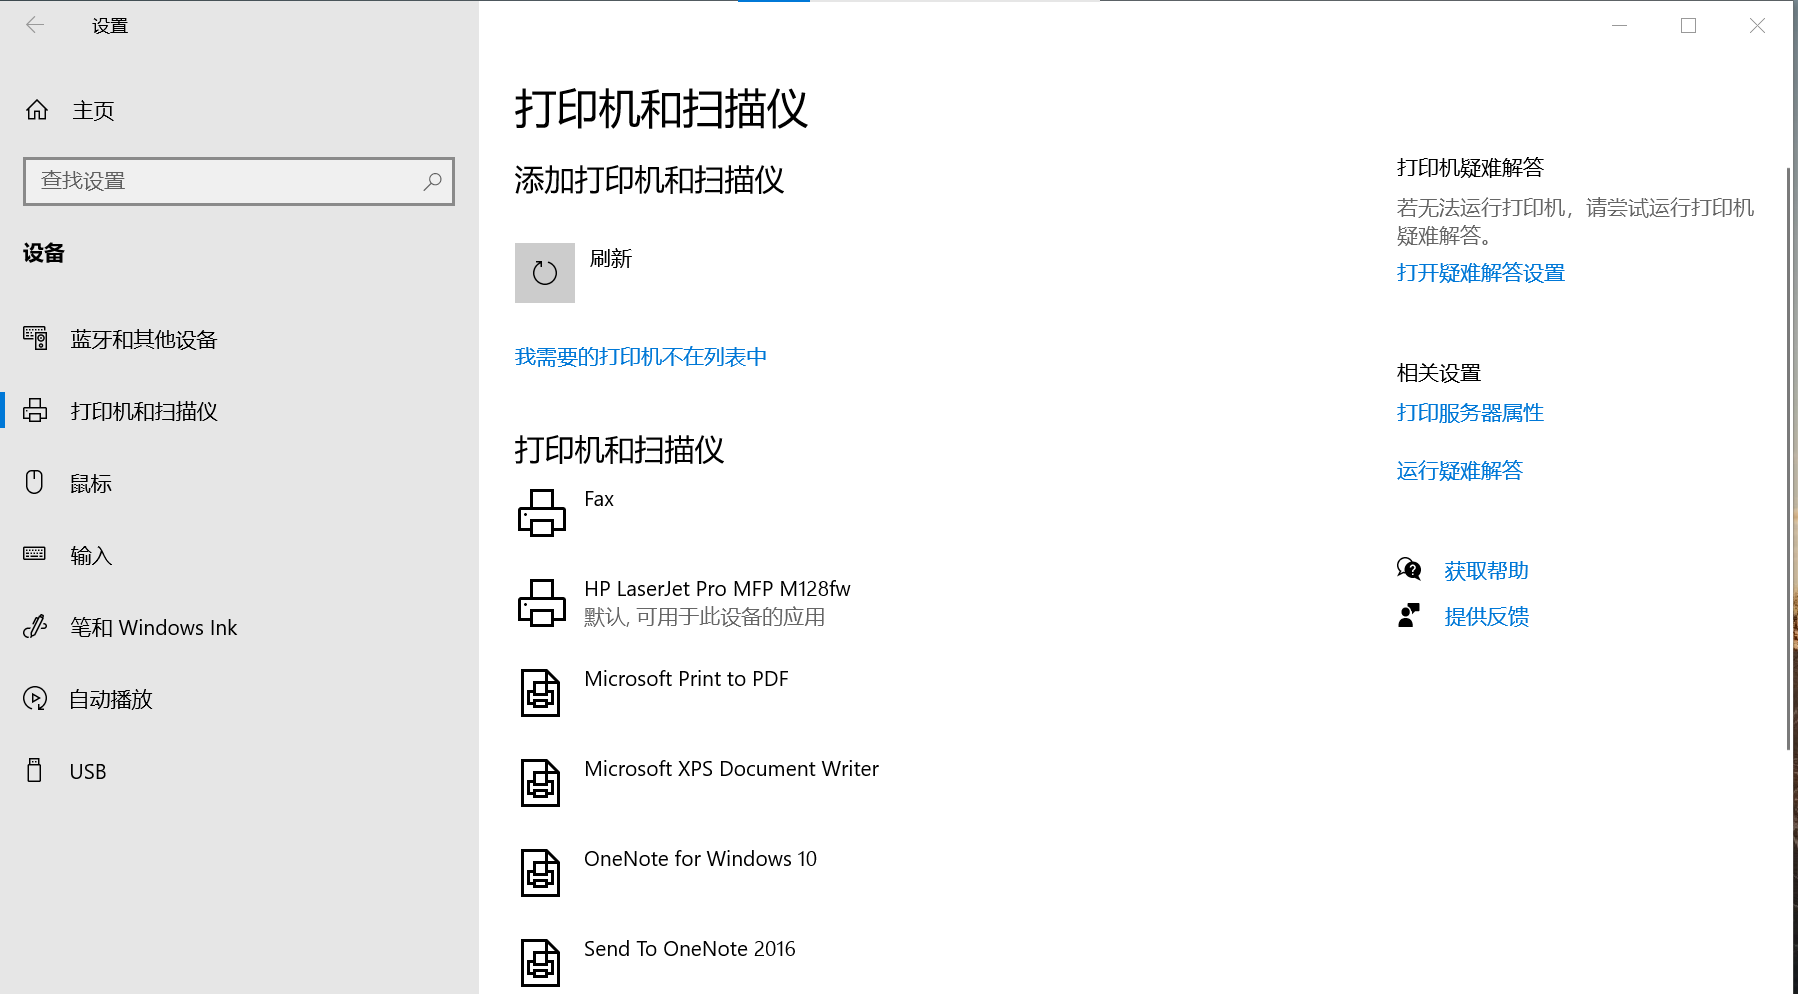 设置
主页
查找设置
设备
蓝牙和其他设备
打印机和扫描仪
鼠标
输入
笔和 Windows Ink
自动播放
USB
打印机和扫描仪
添加打印机和扫描仪
刷新
我需要的打印机不在列表中
打印机和扫描仪
Fax
HP LaserJet Pro MFP M128fw
默认, 可用于此设备的应用
Microsoft Print to PDF
Microsoft XPS Document Writer
OneNote for Windows 10
Send To OneNote 2016
打印机疑难解答
若无法运行打印机，请尝试运行打印机
疑难解答。
打开疑难解答设置
相关设置
打印服务器属性
运行疑难解答
获取帮助
提供反馈